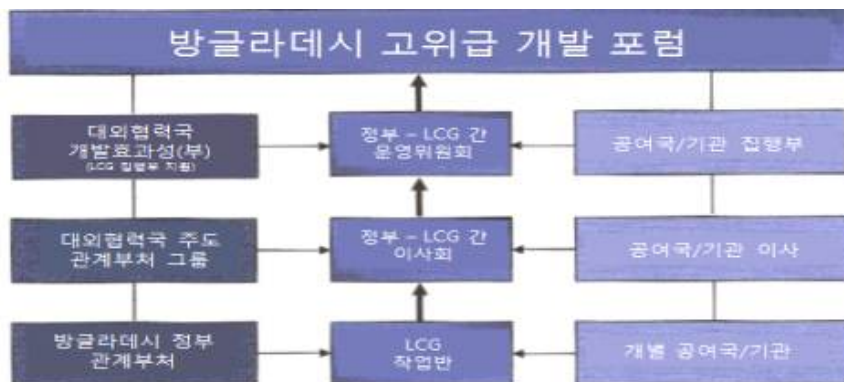 방글라데시 고위급 개발 포럼
대외협력국
개발효과성(부)
(LCG 집행부 지원)
정부 – LCG 간
운영위원회
공여국/기관 집행부
대외협력국 주도
관계부처 그룹
정부 – LCG 간
이사회
공여국/기관 이사
방글라데시 정부
관계부처
LCG
작업반
개별 공여국/기관